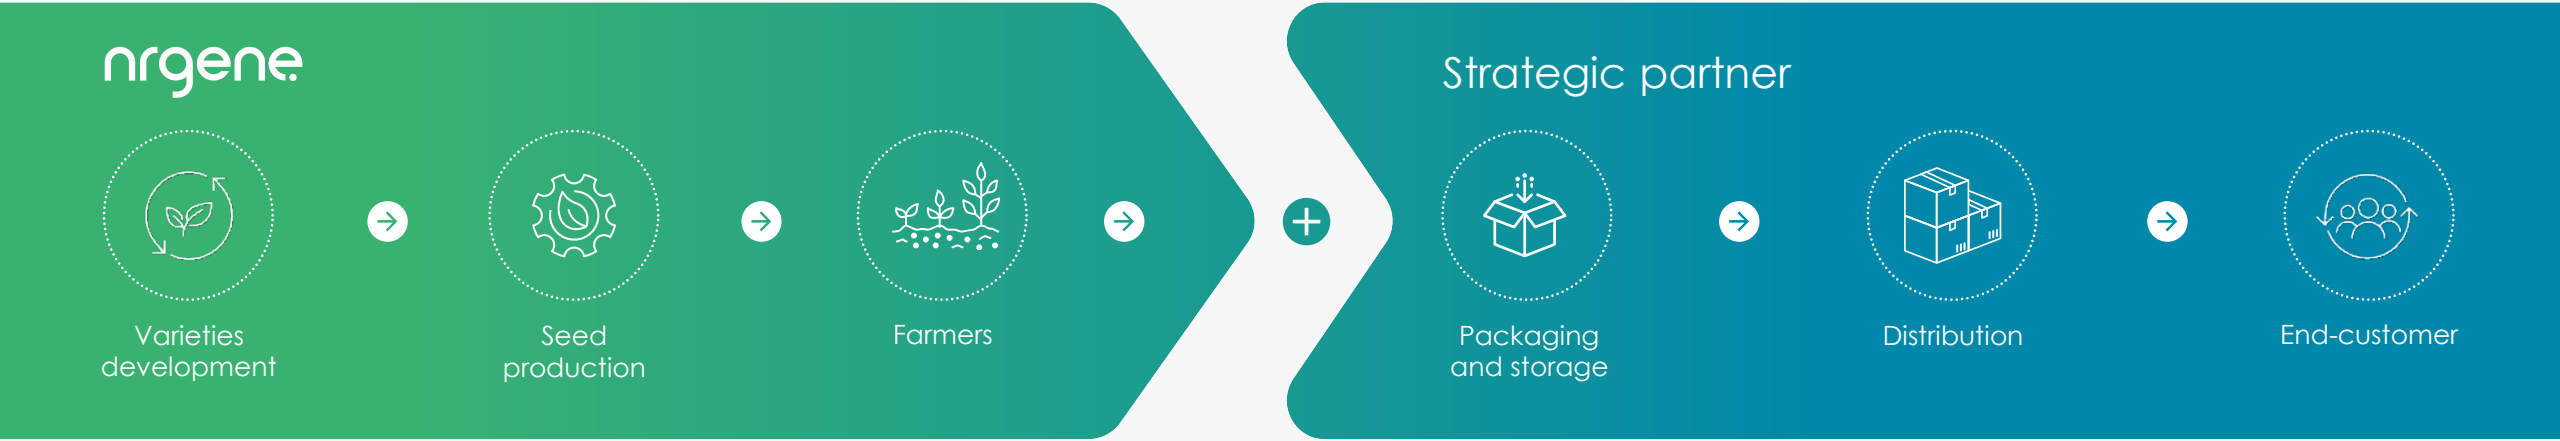 nrgene
Strategic partner
Varieties
development
Seed
production
Farmers
Packaging
and storage
Distribution
End-customer